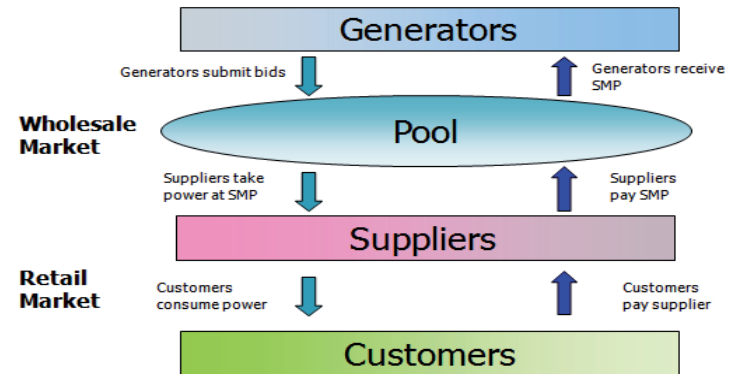 Generators
Generators submit bids
Generators receive
SMP
Wholesale
Market
Pool
Suppliers take
power at SMP
Suppliers
pay SMP
Suppliers
Retail
Market
Customers
consume power
Customers
pay supplier
Customers